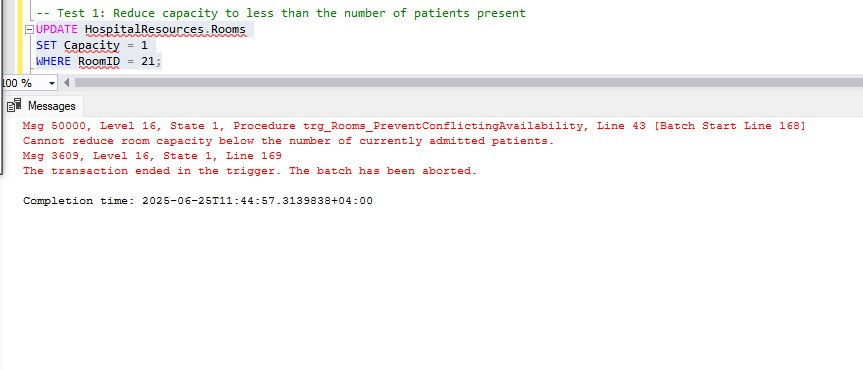 -- Test 1: Reduce capacity to less than the number of patients present
UPDATE HospitalResources.Rooms
SET Capacity = 1
WHERE RoomID = 21;
100 %
Messages
Msg 50000, Level 16, State 1, Procedure trg_Rooms_PreventConflictingAvailability, Line 43 [Batch Start Line 168]
Cannot reduce room capacity below the number of currently admitted patients.
Msg 3609, Level 16, State 1, Line 169
The transaction ended in the trigger. The batch has been aborted.
Completion time: 2025-06-25T11:44:57.3139838+04:00